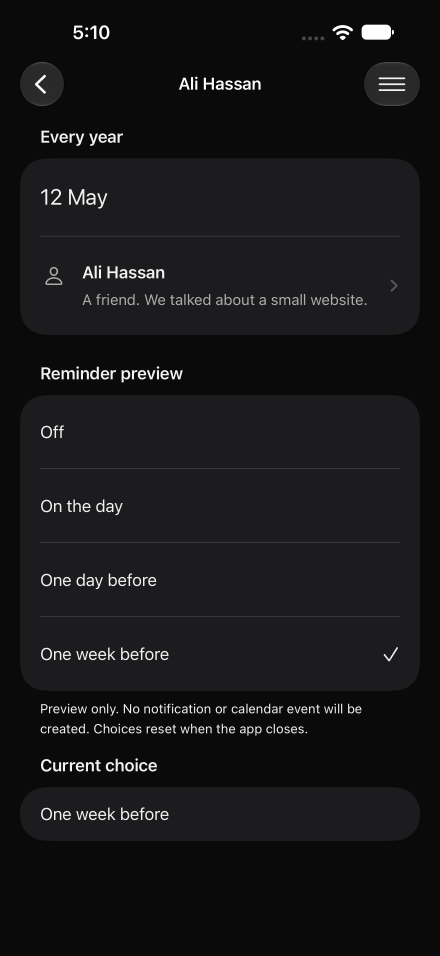 5:10
Ali Hassan
Every year
12 May
Ali Hassan
A friend. We talked about a small website.
Reminder preview
Off
On the day
One day before
One week before
Preview only. No notification or calendar event will be
created. Choices reset when the app closes.
Current choice
One week before